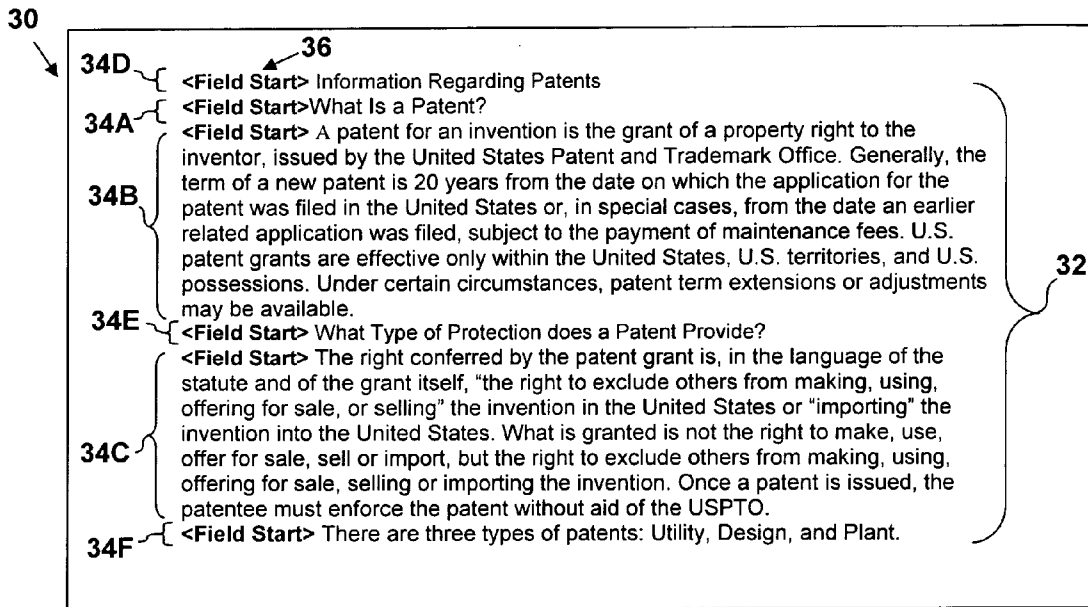 30
36
34D
<Field Start> Information Regarding Patents
34A
<Field Start>What Is a Patent?
<Field Start> A patent for an invention is the grant of a property right to the
inventor, issued by the United States Patent and Trademark Office. Generally, the
term of a new patent is 20 years from the date on which the application for the
34B
patent was filed in the United States or, in special cases, from the date an earlier
related application was filed, subject to the payment of maintenance fees. U.S.
patent grants are effective only within the United States, U.S. territories, and U.S.
32
possessions. Under certain circumstances, patent term extensions or adjustments
may be available.
34E
<Field Start> What Type of Protection does a Patent Provide?
<Field Start> The right conferred by the patent grant is, in the language of the
statute and of the grant itself, “the right to exclude others from making, using,
offering for sale, or selling” the invention in the United States or “importing” the
invention into the United States. What is granted is not the right to make, use,
34C
offer for sale, sell or import, but the right to exclude others from making, using,
offering for sale, selling or importing the invention. Once a patent is issued, the
patentee must enforce the patent without aid of the USPTO.
34F
<Field Start> There are three types of patents: Utility, Design, and Plant.